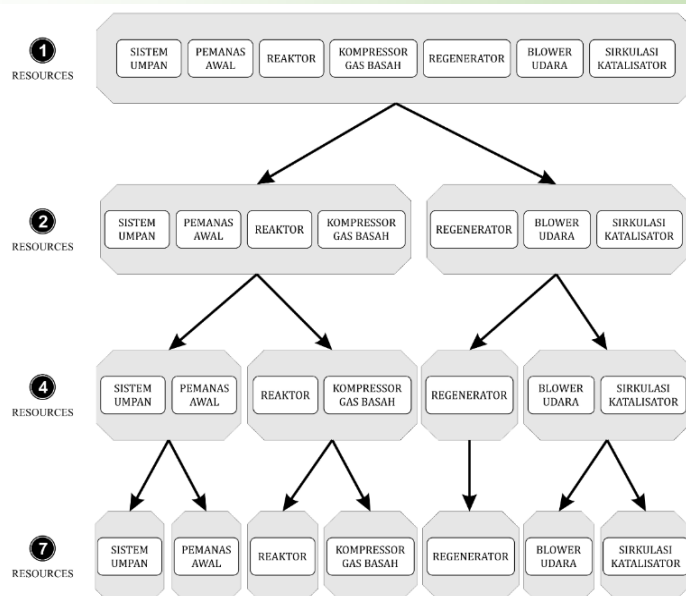 1
RESOURCES
SISTEM
UMPAN
PEMANAS
AWAL
REAKTOR
KOMPRESSOR
GAS BASAH
REGENERATOR
BLOWER
UDARA
SIRKULASI
KATALISATOR
2
RESOURCES
SISTEM
UMPAN
PEMANAS
AWAL
REAKTOR
KOMPRESSOR
GAS BASAH
REGENERATOR
BLOWER
UDARA
SIRKULASI
KATALISATOR
4
RESOURCES
SISTEM
UMPAN
PEMANAS
AWAL
REAKTOR
KOMPRESSOR
GAS BASAH
REGENERATOR
BLOWER
UDARA
SIRKULASI
KATALISATOR
7
RESOURCES
SISTEM
UMPAN
PEMANAS
AWAL
REAKTOR
KOMPRESSOR
GAS BASAH
REGENERATOR
BLOWER
UDARA
SIRKULASI
KATALISATOR